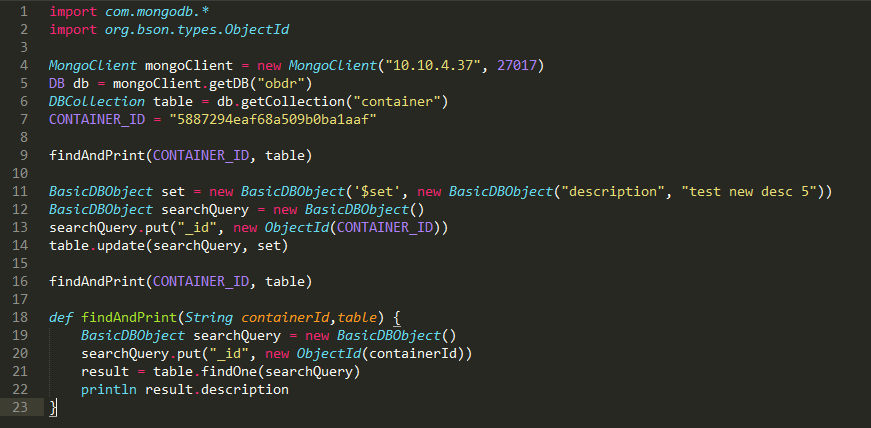 1 import com.mongodb.*
2 import org.bson.types.ObjectId
3
4 MongoClient mongoClient = new MongoClient("10.10.4.37", 27017)
5 DB db = mongoClient.getDB("obdr")
6 DBCollection table = db.getCollection("container")
7 CONTAINER_ID = "5887294eaf68a509b0ba1aaf"
8
9 findAndPrint(CONTAINER_ID, table)
10
11 BasicDBObject set = new BasicDBObject('$set', new BasicDBObject("description", "test new desc 5"))
12 BasicDBObject searchQuery = new BasicDBObject()
13 searchQuery.put("_id", new ObjectId(CONTAINER_ID))
14 table.update(searchQuery, set)
15
16 findAndPrint(CONTAINER_ID, table)
17
18 def findAndPrint(String containerId,table) {
19     BasicDBObject searchQuery = new BasicDBObject()
20     searchQuery.put("_id", new ObjectId(containerId))
21     result = table.findOne(searchQuery)
22     println result.description
23 }